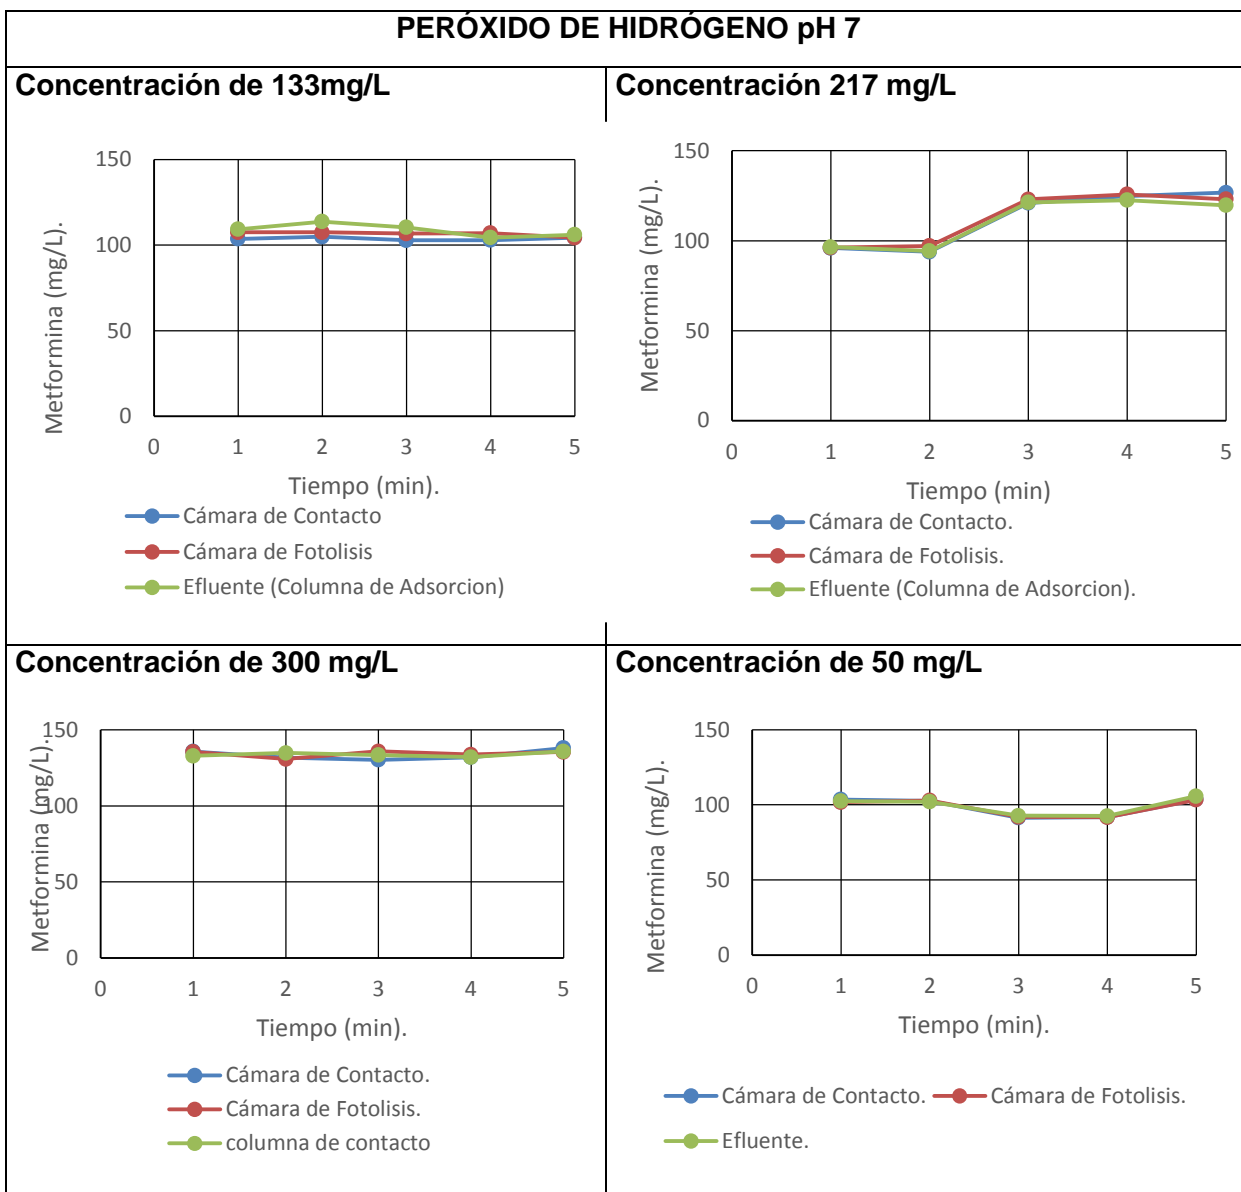 PERÓXIDO DE HIDRÓGENO pH 7
Concentración de 133mg/L
150
100
50
0
0 1 2 3 4 5
Metformina (mg/L).
Tiempo (min).
Cámara de Contacto
Cámara de Fotolisis
Efluente (Columna de Adsorcion)
Concentración 217 mg/L
150
100
50
0
0 1 2 3 4 5
Metformina (mg/L).
Tiempo (min)
Cámara de Contacto.
Cámara de Fotolisis.
Efluente (Columna de Adsorcion).
Concentración de 300 mg/L
150
100
50
0
0 1 2 3 4 5
Metformina (mg/L).
Tiempo (min).
Cámara de Contacto.
Cámara de Fotolisis.
columna de contacto
Concentración de 50 mg/L
150
100
50
0
0 1 2 3 4 5
Metformina (mg/L).
Tiempo (min).
Cámara de Contacto. Cámara de Fotolisis.
Efluente.